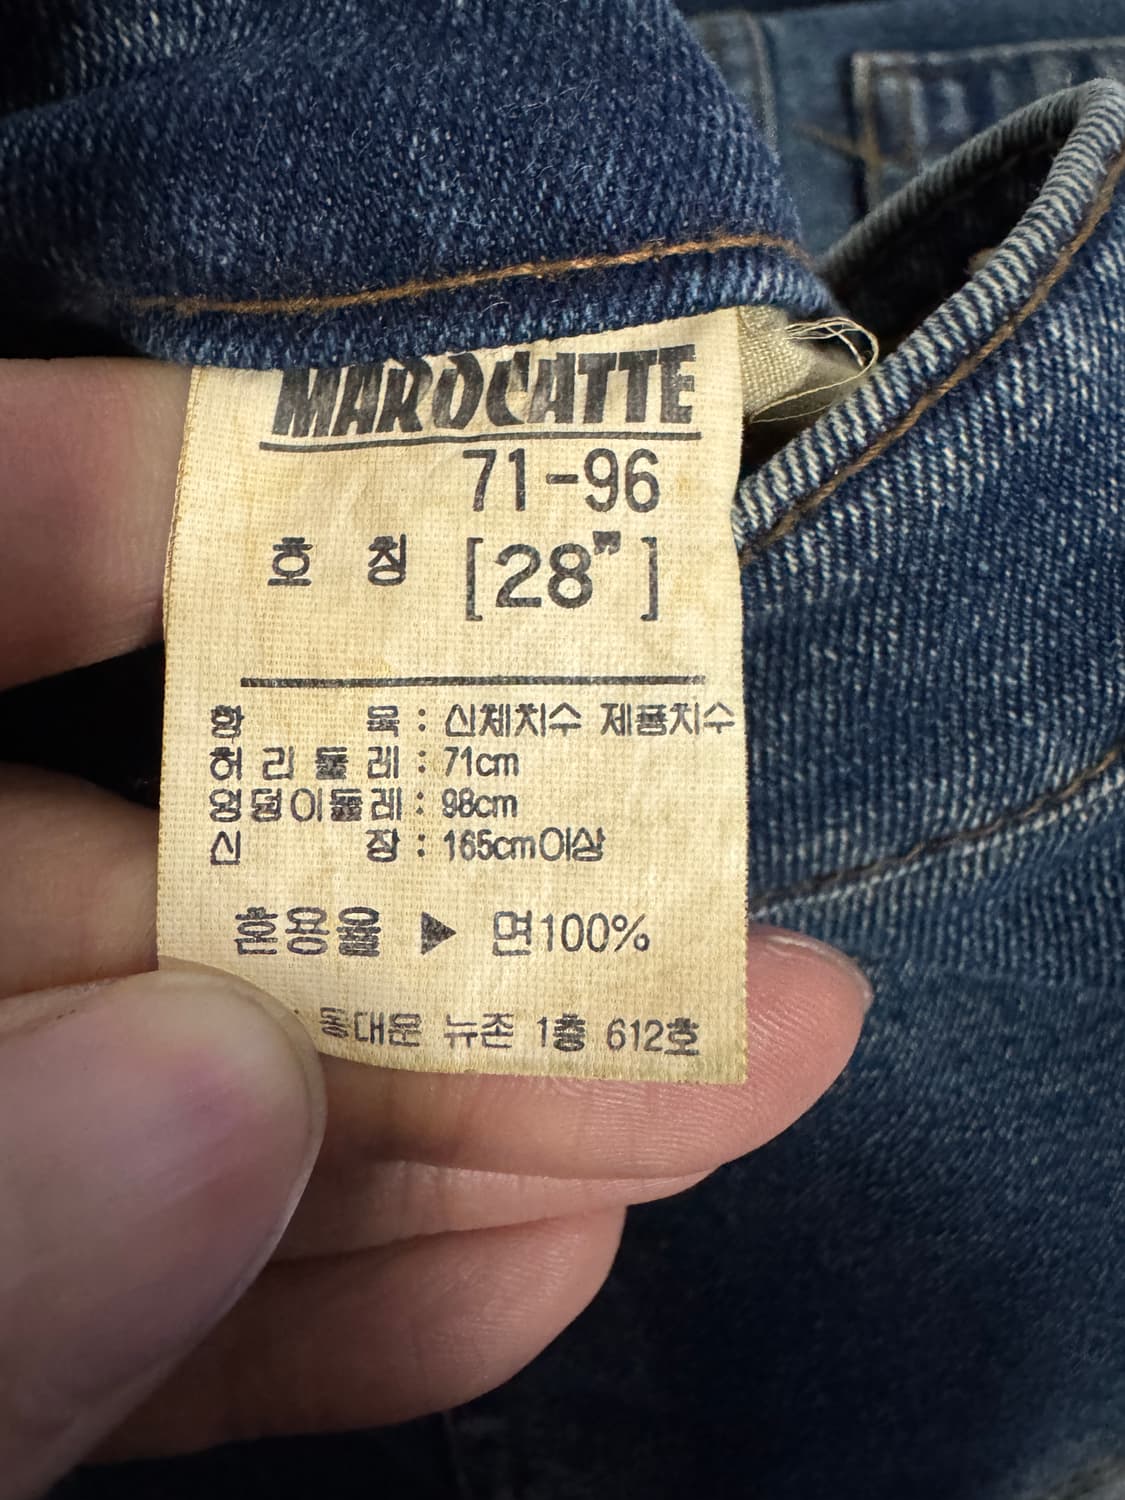 MAROCATTE
71-96
호 칭 [28"]
항 목 : 신체치수 제품치수
허 리 둘 레 : 71cm
엉덩이둘레 : 98cm
신 장 : 165cm이상
혼용율 ▶ 면100%
동대문 뉴존 1층 612호